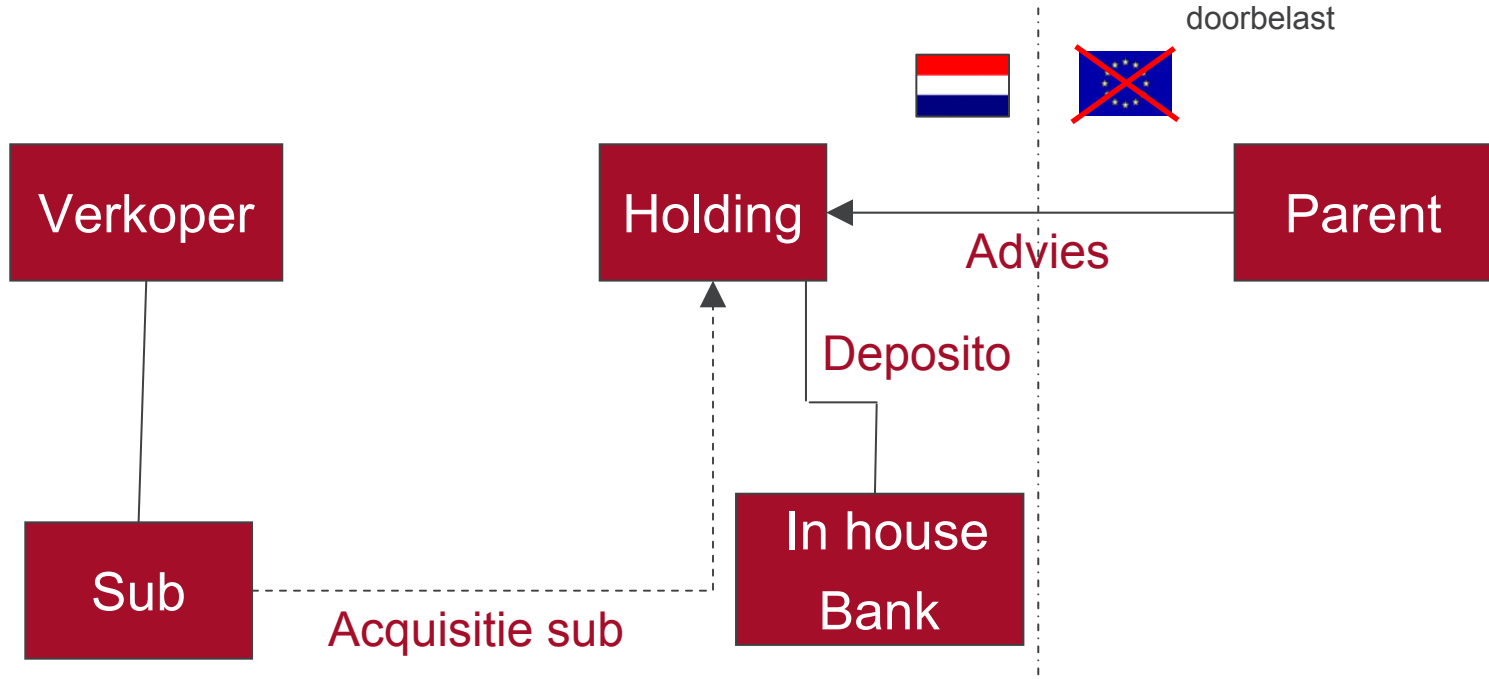 doorbelast
Verkoper
Holding
Parent
Advies
Deposito
In house
Bank
Sub
Acquisitie sub